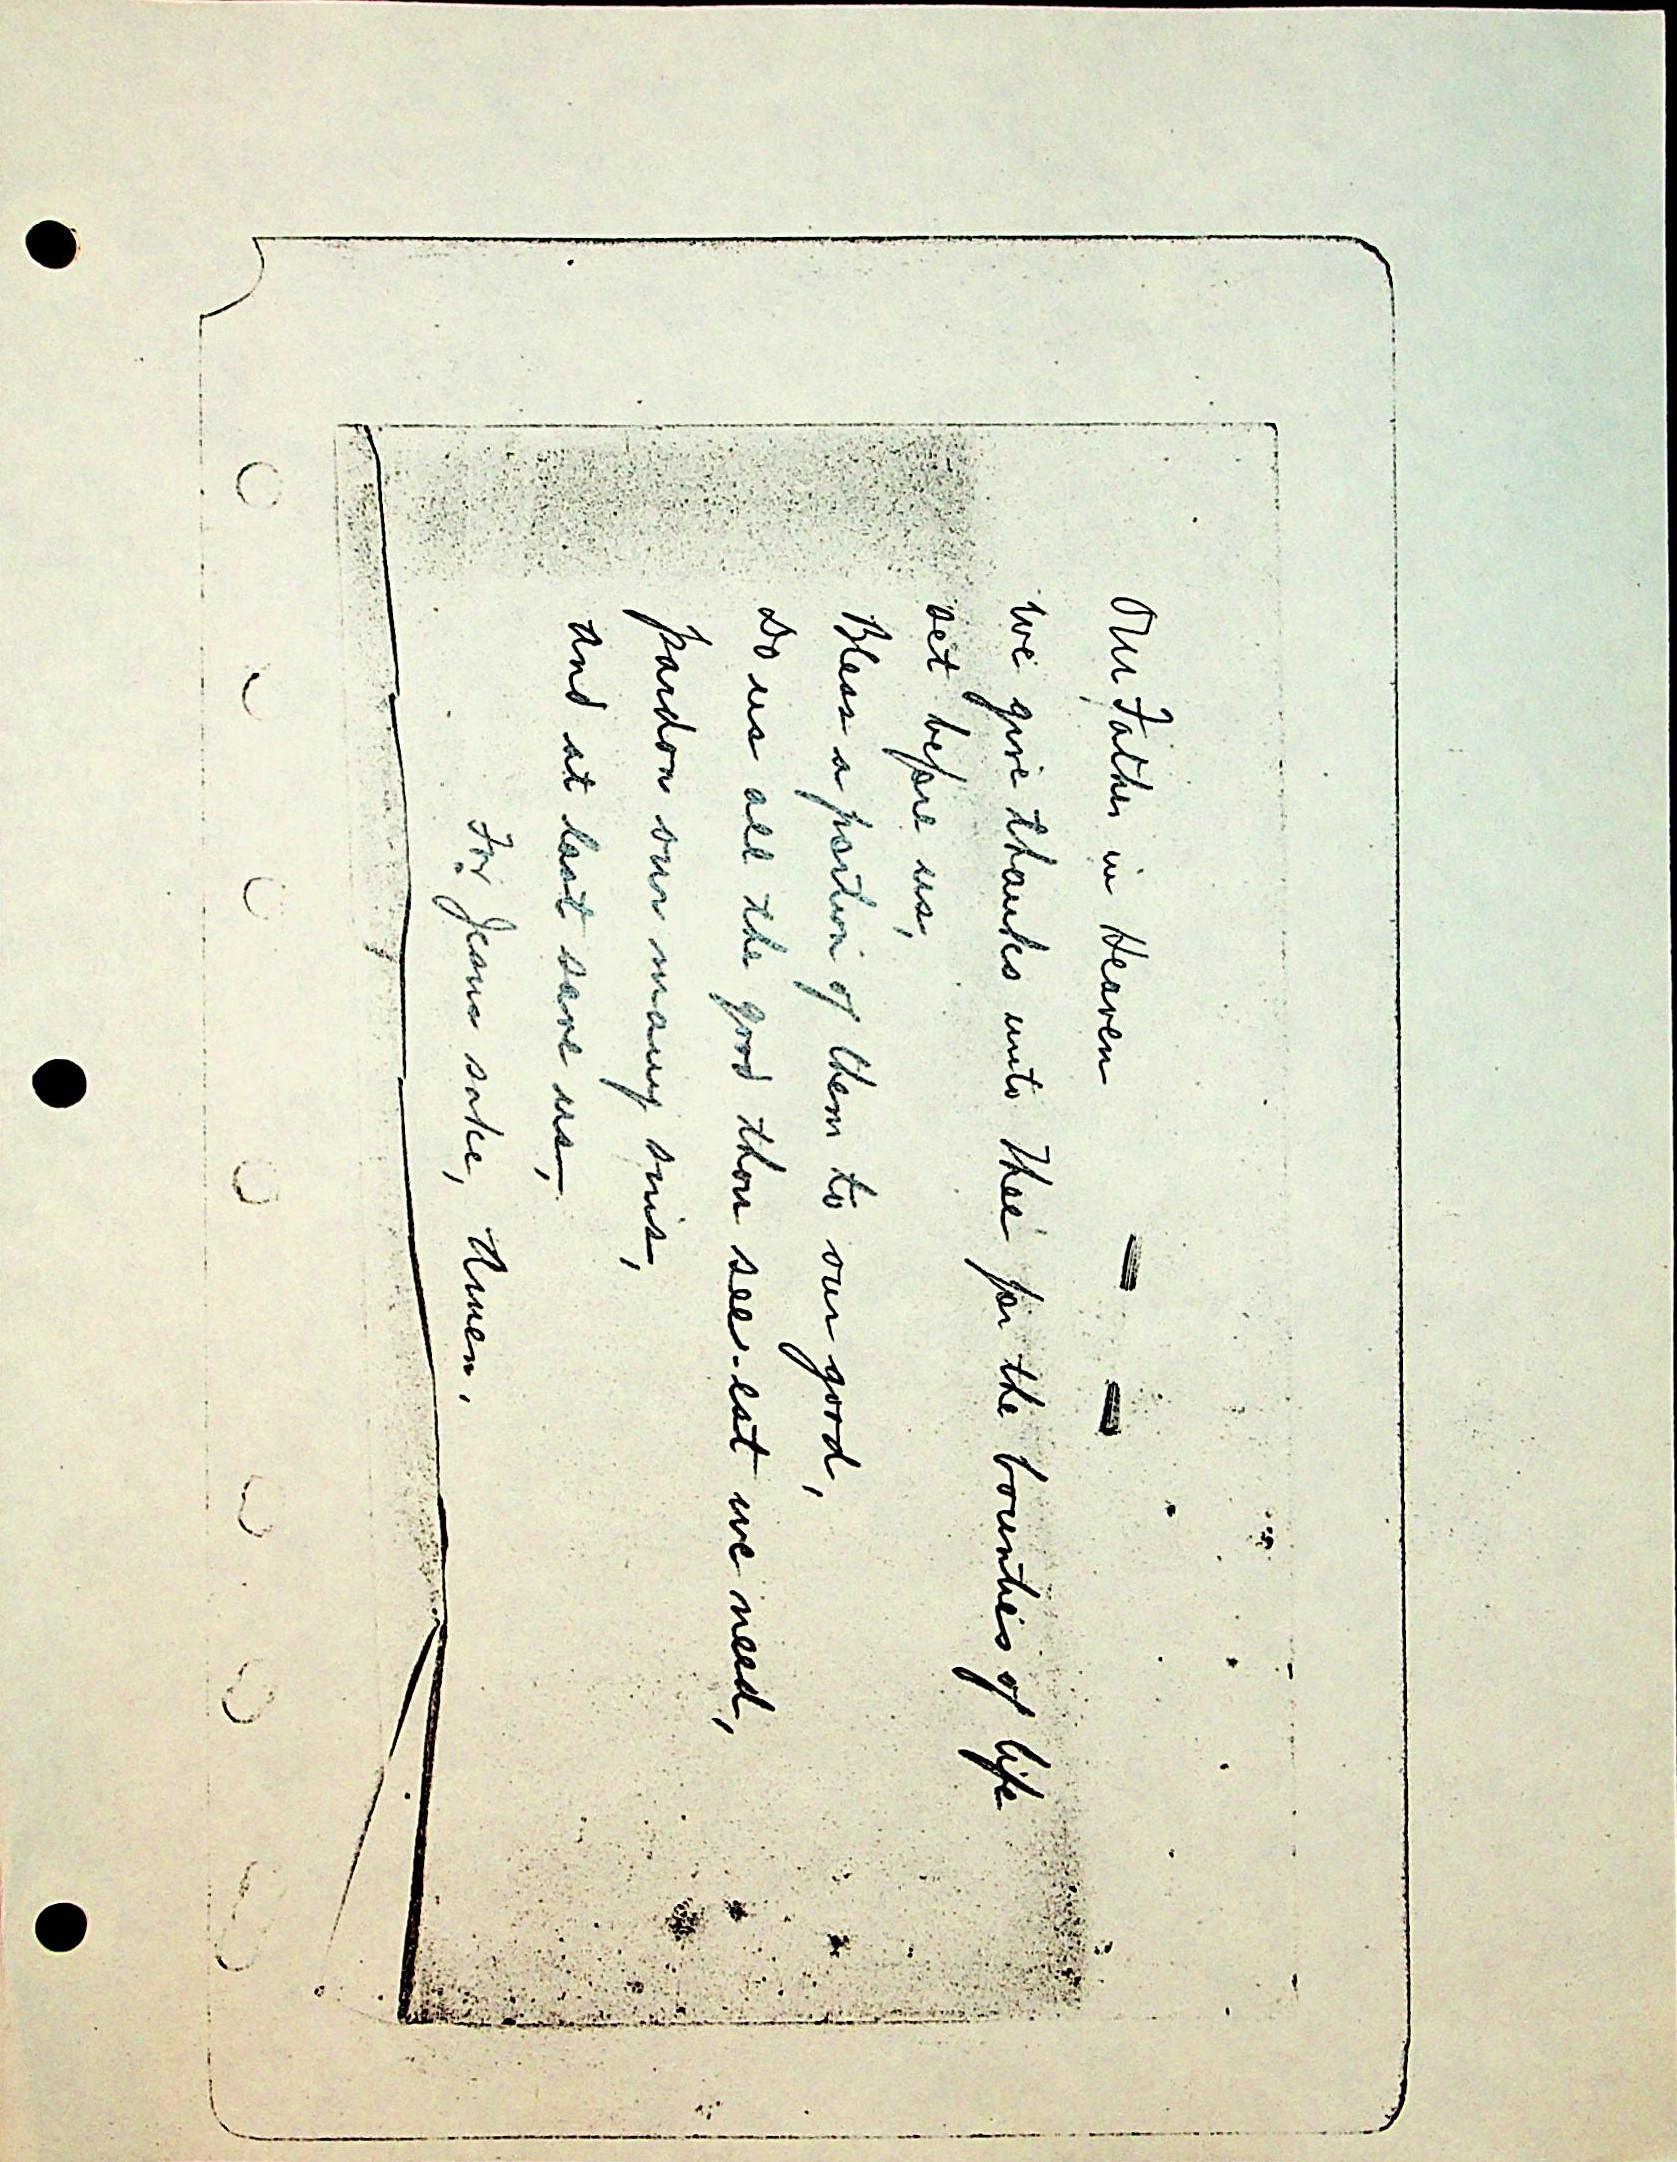 Our Father in Heaven
We give thanks unto Thee for the bounties of life
set before us,
Bless a portion of them to our good,
Do us all the good thou see-est we need,
Pardon our many sins,
And at last save us,
For Jesus sake, Amen.